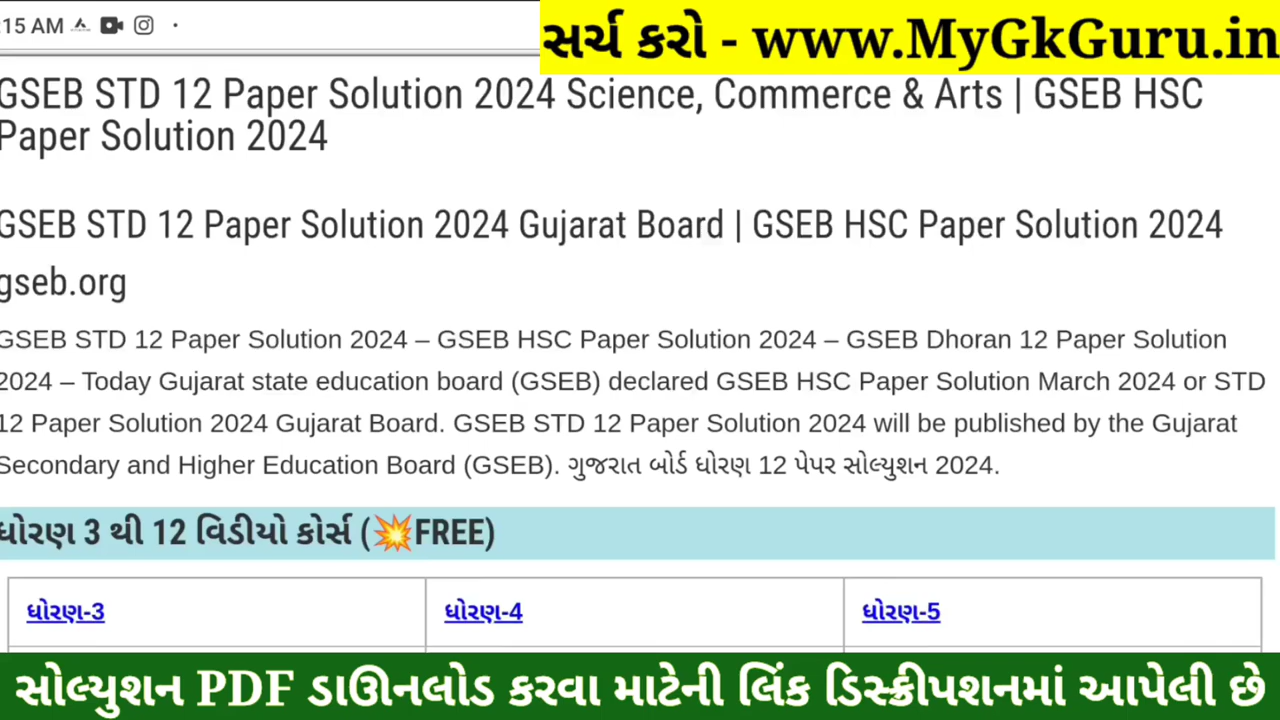 :15 AM
સર્ચ કરો - www.MyGkGuru.in
GSEB STD 12 Paper Solution 2024 Science, Commerce & Arts | GSEB HSC
Paper Solution 2024
GSEB STD 12 Paper Solution 2024 Gujarat Board | GSEB HSC Paper Solution 2024
gseb.org
GSEB STD 12 Paper Solution 2024 – GSEB HSC Paper Solution 2024 – GSEB Dhoran 12 Paper Solution
2024 – Today Gujarat state education board (GSEB) declared GSEB HSC Paper Solution March 2024 or STD
12 Paper Solution 2024 Gujarat Board. GSEB STD 12 Paper Solution 2024 will be published by the Gujarat
Secondary and Higher Education Board (GSEB). ગુજરાત બોર્ડ ધોરણ 12 પેપર સોલ્યુશન 2024.
ધોરણ 3 થી 12 વિડીયો કોર્સ (💥FREE)
ધોરણ-3 ધોરણ-4 ધોરણ-5
સોલ્યુશન PDF ડાઊનલોડ કરવા માટેની લિંક ડિસ્ક્રીપશનમાં આપેલી છે